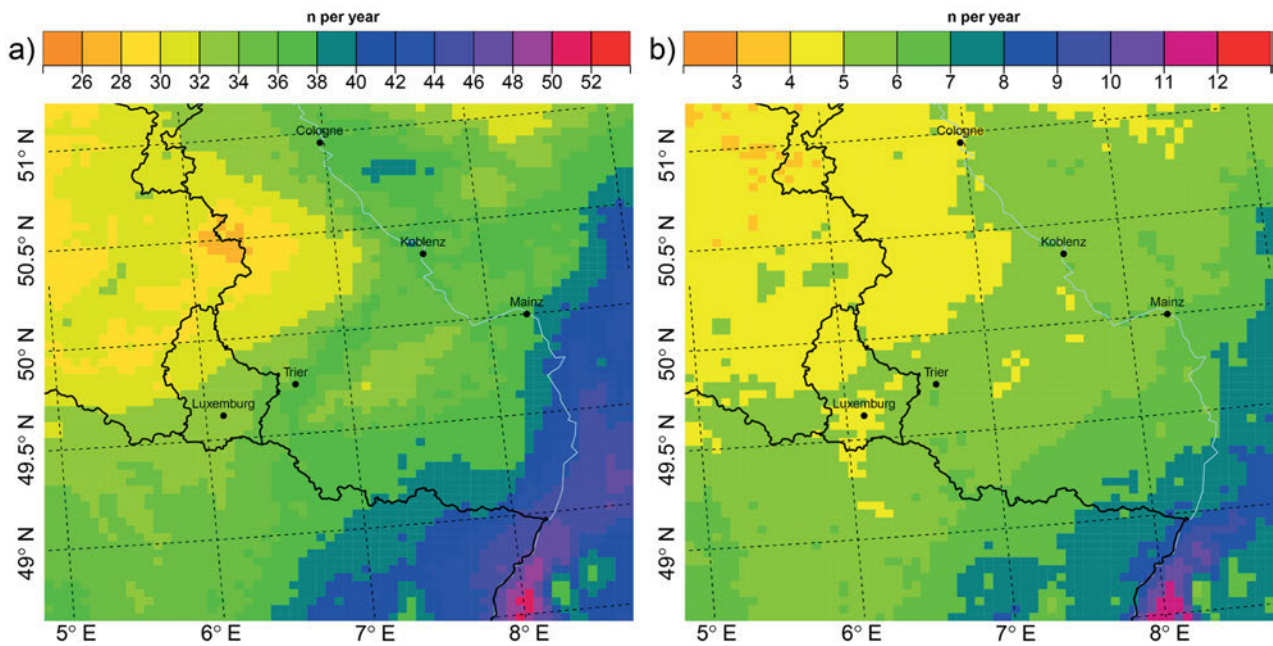 n per year
a)
26 28 30 32 34 36 38 40 42 44 46 48 50 52
51° N
50.5° N
50° N
49.5° N
49° N
Cologne
Koblenz
Mainz
Trier
Luxemburg
5° E 6° E 7° E 8° E
n per year
b)
3 4 5 6 7 8 9 10 11 12
51° N
50.5° N
50° N
49.5° N
49° N
Cologne
Koblenz
Mainz
Trier
Luxemburg
5° E 6° E 7° E 8° E